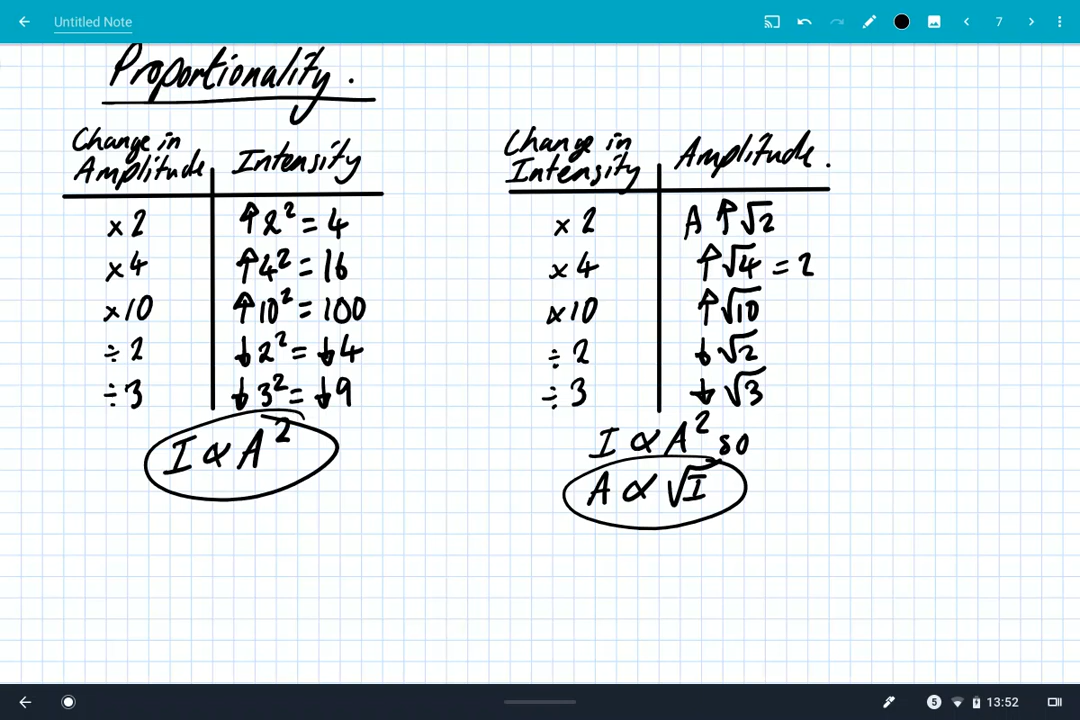 Untitled Note
7
Proportionality.
Change in Amplitude | Intensity
×2 | ↑2² = 4
×4 | ↑4² = 16
×10 | ↑10² = 100
÷2 | ↓2² = ↓4
÷3 | ↓3² = ↓9
I ∝ A²
Change in Intensity | Amplitude.
×2 | A ↑√2
×4 | ↑√4 = 2
×10 | ↑√10
÷2 | ↓√2
÷3 | ↓√3
I ∝ A² so
A ∝ √I
5 13:52